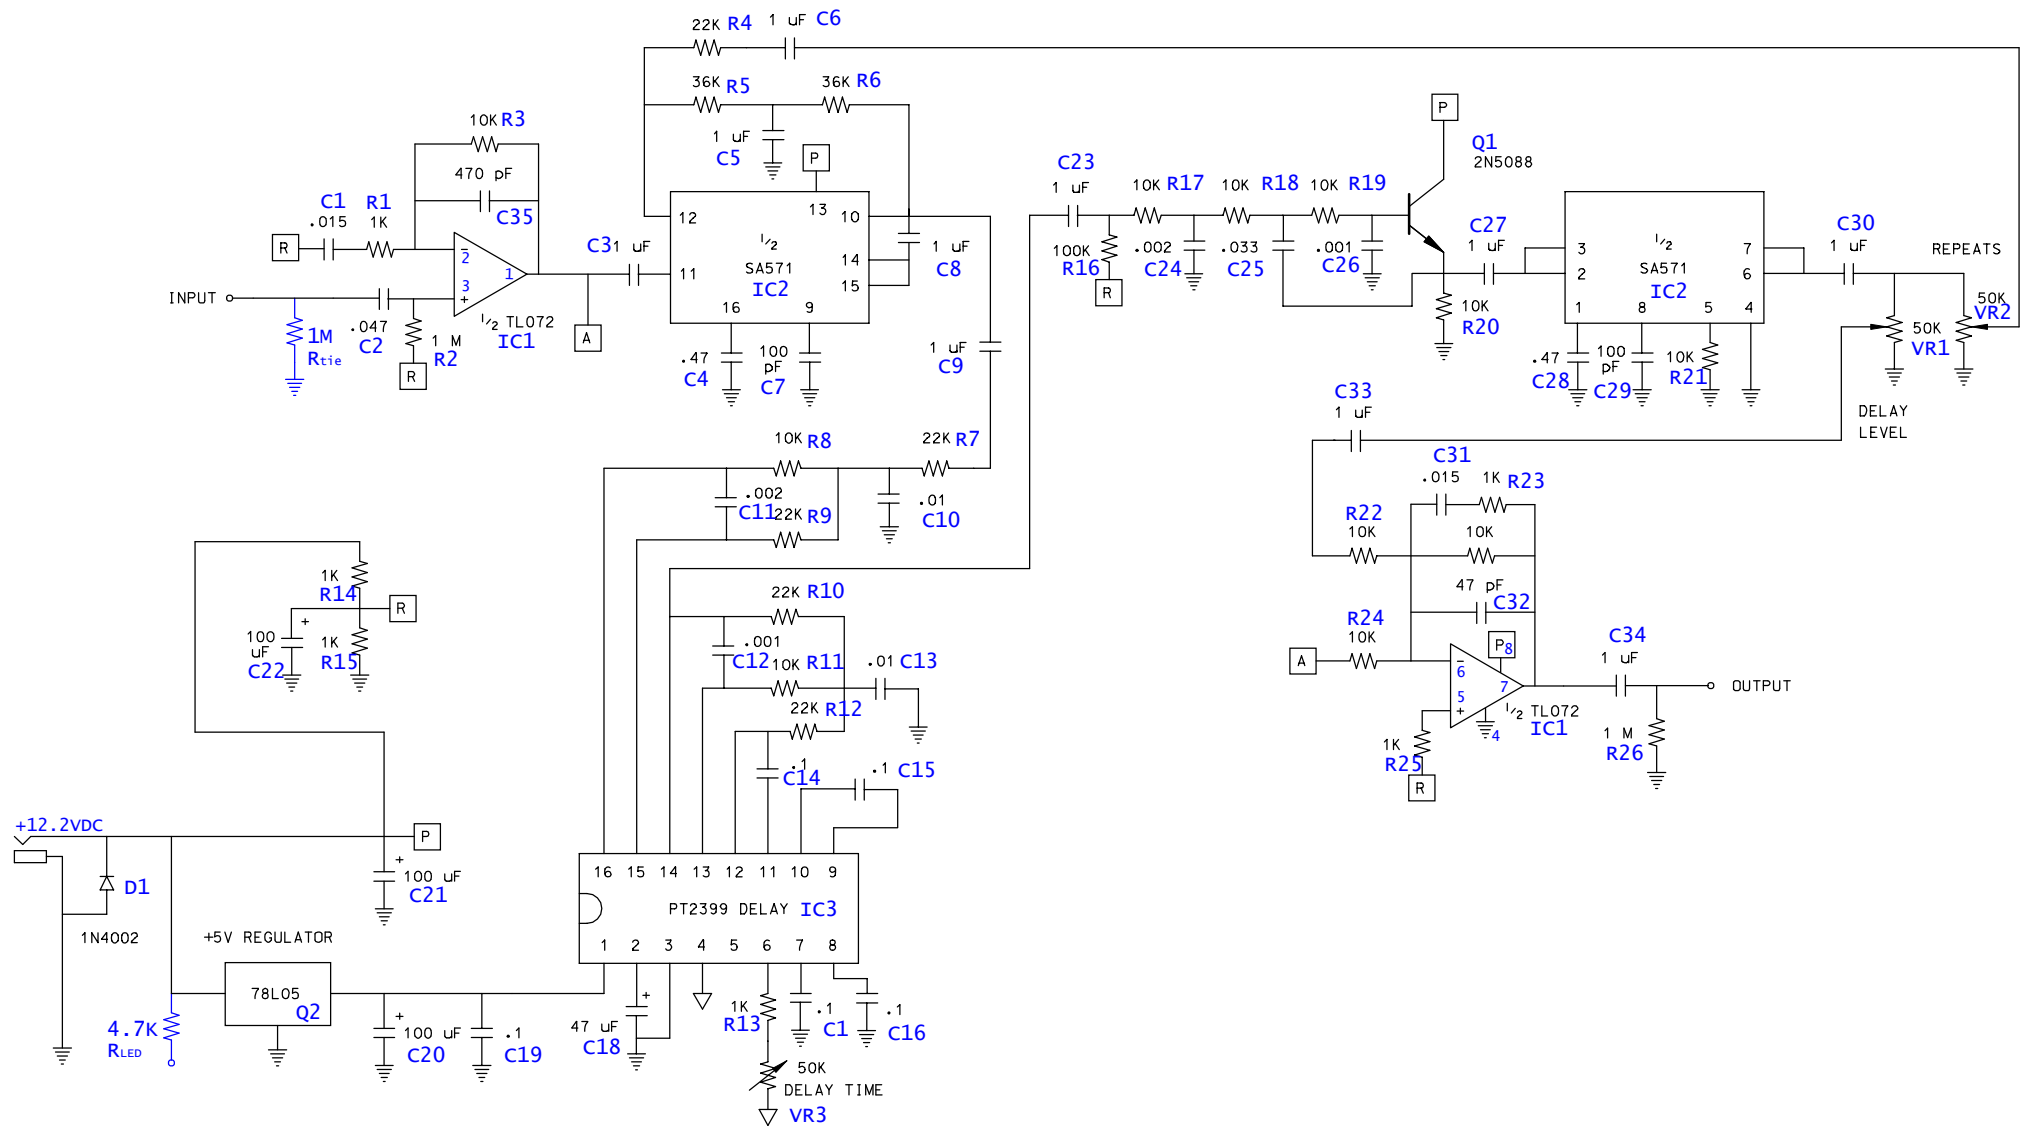 22K R4
1 uF C6
36K R5
36K R6
1 uF
C5
P
10K R3
470 pF
C35
C1
.015
R1
1K
R
2
3
1
+
1/2 TL072
IC1
INPUT
1M
Rtie
.047
C2
1 M
R2
R
A
C3 1 uF
12
13
10
1/2
SA571
IC2
11
14
15
16
9
.47
C4
100
pF
C7
1 uF
C8
1 uF
C9
C23
1 uF
100K
R16
R
10K R17
.002
C24
10K R18
.033
C25
10K R19
.001
C26
P
Q1
2N5088
10K
R20
C27
1 uF
3
2
1/2
SA571
IC2
7
6
1
8
5
4
.47
C28
100
pF
C29
10K
R21
C30
1 uF
REPEATS
50K
VR2
50K
VR1
DELAY
LEVEL
C33
1 uF
C31
.015
1K R23
R22
10K
10K
47 pF
C32
R24
10K
A
P 8
6
5
7
+
4
1/2 TL072
IC1
1K
R25
R
C34
1 uF
OUTPUT
1 M
R26
10K R8
22K R7
.002
C11
22K R9
.01
C10
22K R10
.001
C12
10K R11
.01 C13
22K R12
.1
C14
.1 C15
1K
R14
R
+
100
uF
C22
1K
R15
+12.2VDC
P
D1
1N4002
+
100 uF
C21
+5V REGULATOR
78L05
Q2
4.7K
RLED
+
100 uF
C20
.1
C19
16 15 14 13 12 11 10 9
PT2399 DELAY IC3
1 2 3 4 5 6 7 8
+
47 uF
C18
1K
R13
.1
C1
.1
C16
50K
DELAY TIME
VR3